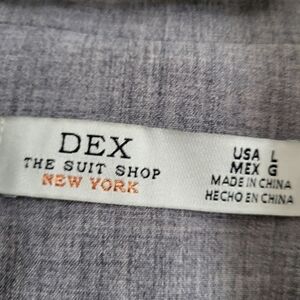 DEX
THE SUIT SHOP
NEW YORK
USA L
MEX G
MADE IN CHINA
HECHO EN CHINA